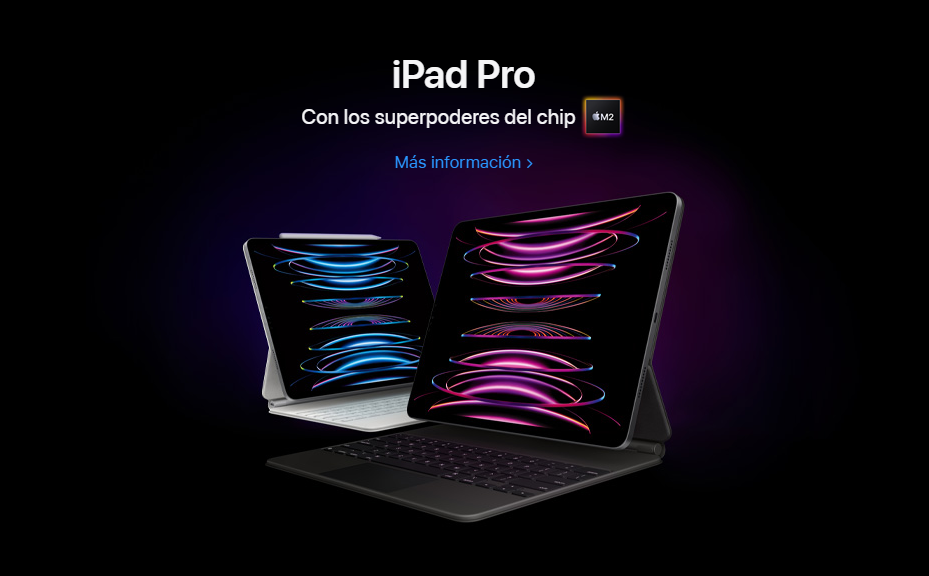 iPad Pro
Con los superpoderes del chip M2
Más información ›